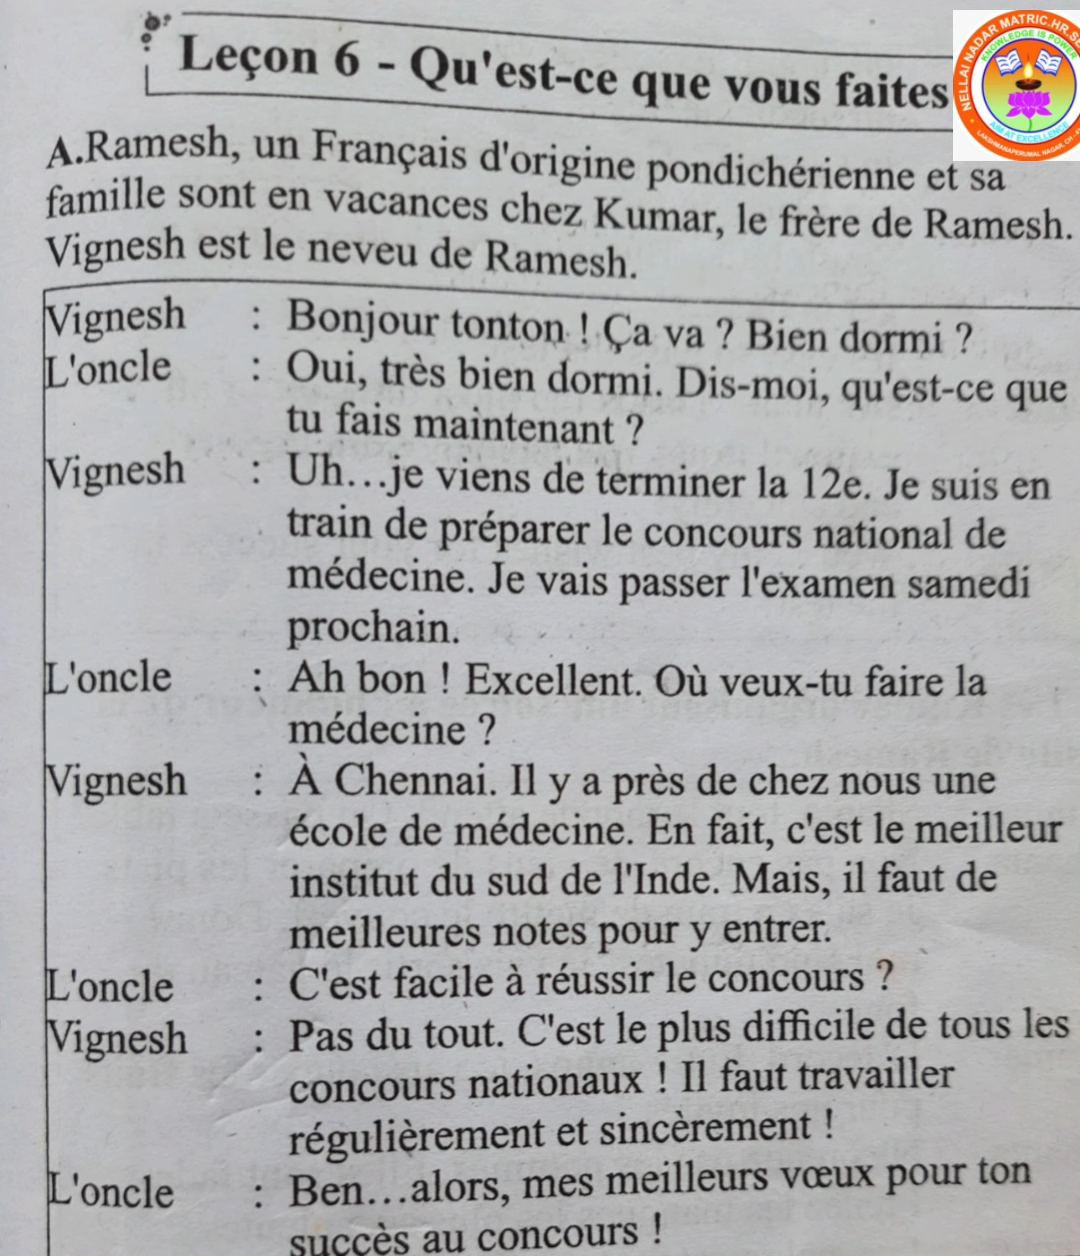 Leçon 6 - Qu'est-ce que vous faites
NELLAI NADAR MATRIC.HR.S
KNOWLEDGE IS POWER
AIM AT EXCELLENCE
LAKSHMANAPERUMAL NAGAR, CH
A.Ramesh, un Français d'origine pondichérienne et sa
famille sont en vacances chez Kumar, le frère de Ramesh.
Vignesh est le neveu de Ramesh.
Vignesh : Bonjour tonton ! Ça va ? Bien dormi ?
L'oncle : Oui, très bien dormi. Dis-moi, qu'est-ce que
tu fais maintenant ?
Vignesh : Uh...je viens de terminer la 12e. Je suis en
train de préparer le concours national de
médecine. Je vais passer l'examen samedi
prochain.
L'oncle : Ah bon ! Excellent. Où veux-tu faire la
médecine ?
Vignesh : À Chennai. Il y a près de chez nous une
école de médecine. En fait, c'est le meilleur
institut du sud de l'Inde. Mais, il faut de
meilleures notes pour y entrer.
L'oncle : C'est facile à réussir le concours ?
Vignesh : Pas du tout. C'est le plus difficile de tous les
concours nationaux ! Il faut travailler
régulièrement et sincèrement !
L'oncle : Ben...alors, mes meilleurs vœux pour ton
succès au concours !